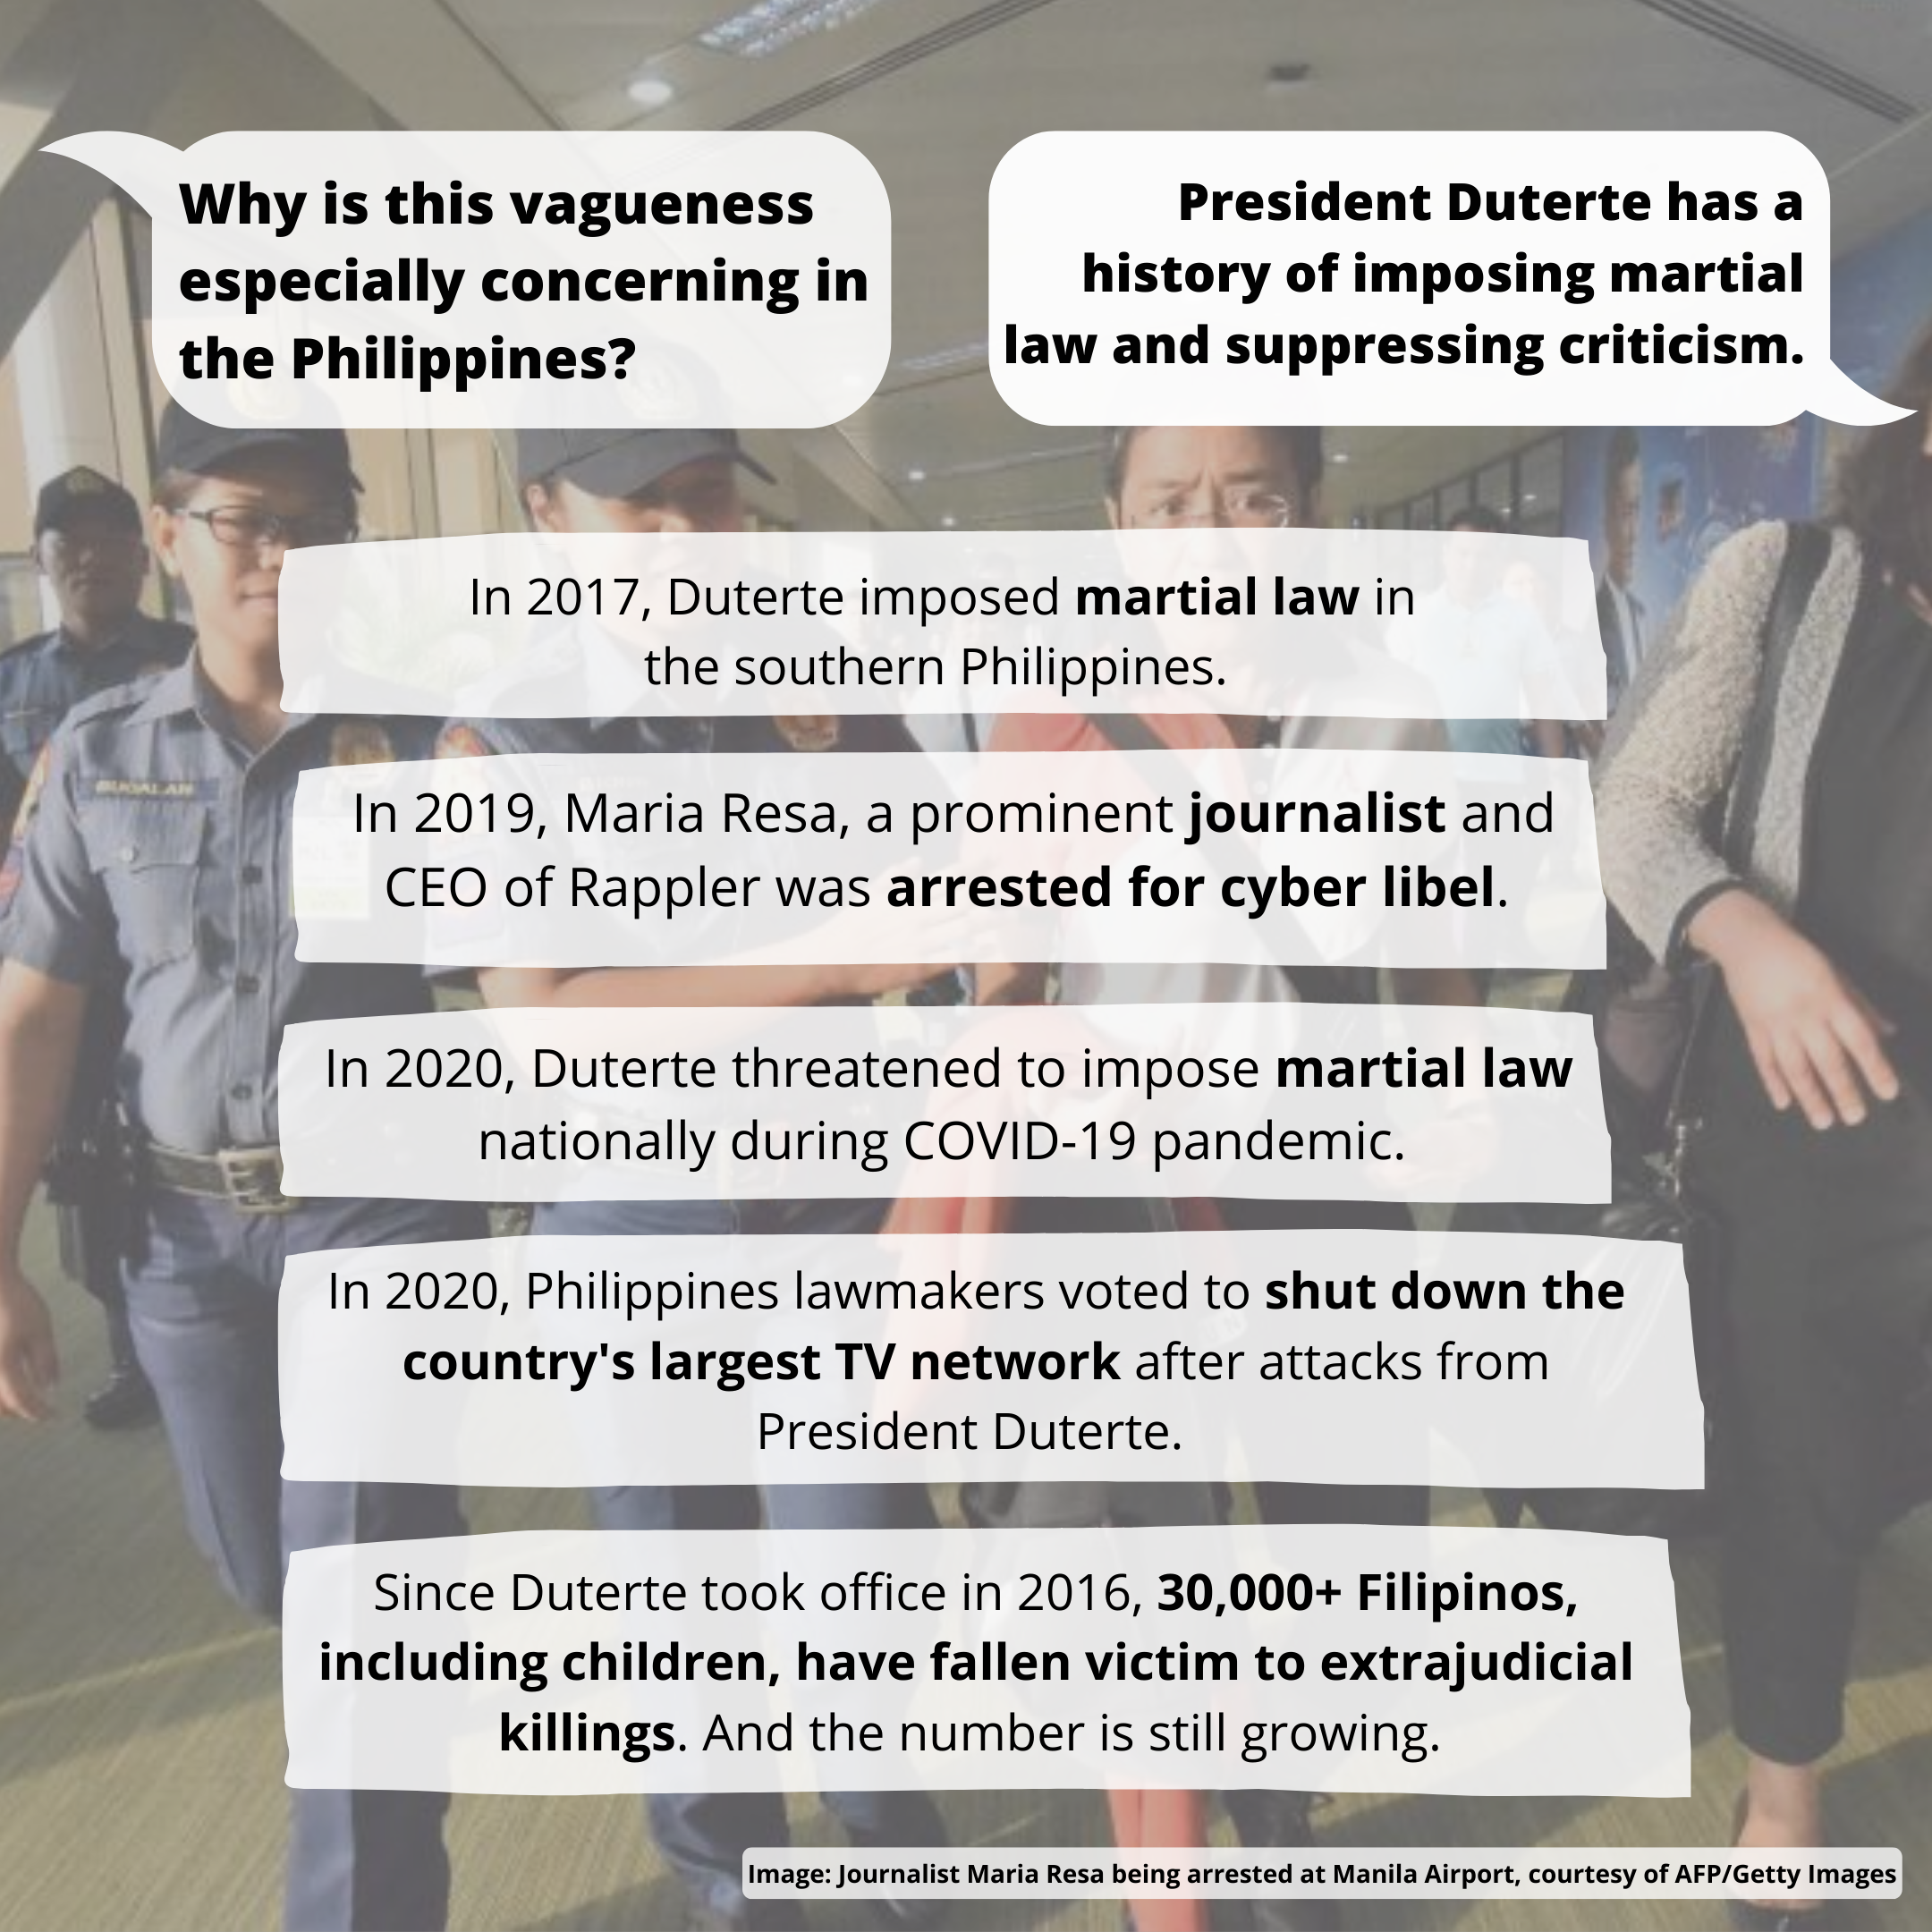 Why is this vagueness
especially concerning in
the Philippines?
President Duterte has a
history of imposing martial
law and suppressing criticism.
In 2017, Duterte imposed martial law in
the southern Philippines.
In 2019, Maria Resa, a prominent journalist and
CEO of Rappler was arrested for cyber libel.
In 2020, Duterte threatened to impose martial law
nationally during COVID-19 pandemic.
In 2020, Philippines lawmakers voted to shut down the
country's largest TV network after attacks from
President Duterte.
Since Duterte took office in 2016, 30,000+ Filipinos,
including children, have fallen victim to extrajudicial
killings. And the number is still growing.
Image: Journalist Maria Resa being arrested at Manila Airport, courtesy of AFP/Getty Images